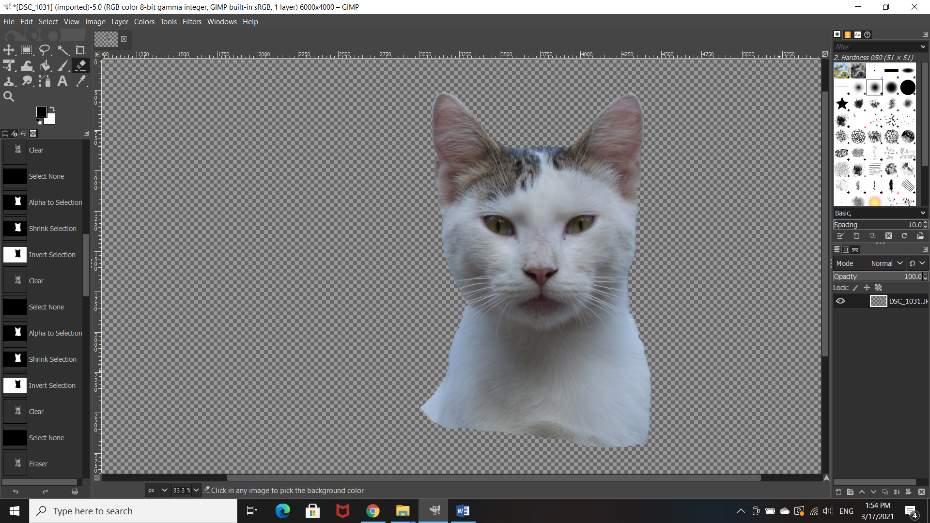 *[DSC_1031] (imported)-5.0 (RGB color 8-bit gamma integer, GIMP built-in sRGB, 1 layer) 6000x4000 – GIMP
File Edit Select View Image Layer Colors Tools Filters Windows Help
filter
2. Hardness 050 (51 × 51)
Clear
Select None
Alpha to Selection
Shrink Selection
Invert Selection
Clear
Select None
Alpha to Selection
Shrink Selection
Invert Selection
Clear
Select None
Eraser
Basic,
Spacing 10.0
Mode Normal
Opacity 100.0
Lock:
DSC_1031.JP
px 33.3 % Click in any image to pick the background color
Type here to search
ENG
1:54 PM
3/17/2021
4